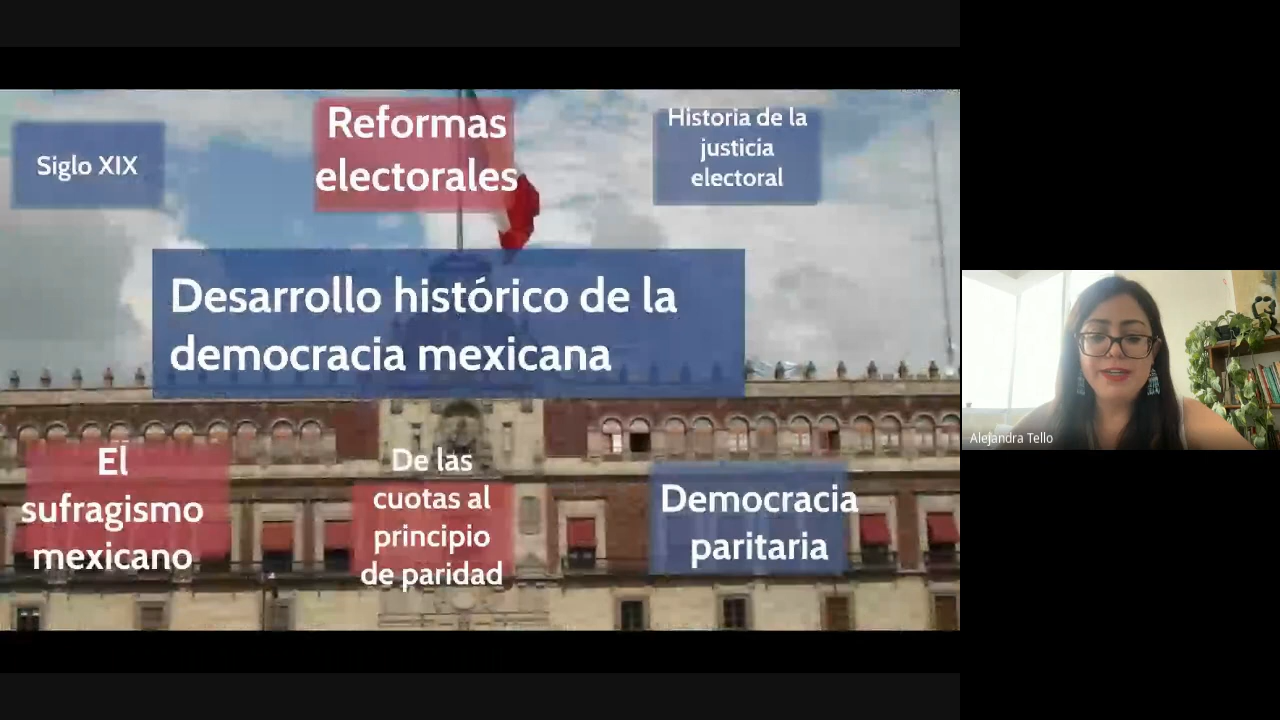 Siglo XIX
Reformas
electorales
Historia de la
justicia
electoral
Desarrollo histórico de la
democracia mexicana
El
sufragismo
mexicano
De las
cuotas al
principio
de paridad
Democracia
paritaria
Alejandra Tello